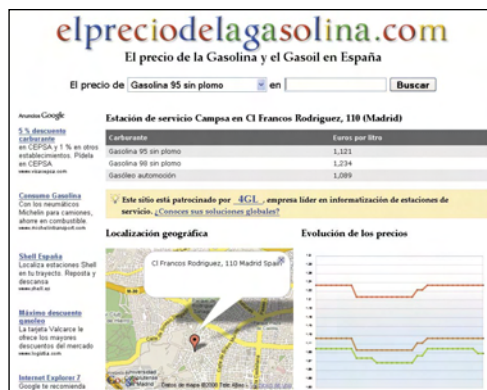 elpreciodelagasolina.com
El precio de la Gasolina y el Gasoil en España
El precio de Gasolina 95 sin plomo en Buscar
Anuncios Google
5 % descuento
carburante
en CEPSA y 1 % en otros
establecimientos. Pídela
en CEPSA
Consumo Gasolina
Con los neumáticos
Michelin para camiones,
ahorre en combustible.
Shell España
Localiza estaciones Shell
en tu trayecto. Reposta y
descansa
Máximo descuento
gasoleo
La tarjeta Valcarce le
ofrece los mayores
descuentos del mercado
Internet Explorer 7
Google te recomienda
Estación de servicio Campsa en Cl Francos Rodriguez, 110 (Madrid)
Carburante Euros por litro
Gasolina 95 sin plomo 1,121
Gasolina 98 sin plomo 1,234
Gasóleo automoción 1,089
Este sitio está patrocinado por 4GL , empresa líder en informatización de estaciones de
servicio. ¿Conoces sus soluciones globales?
Localización geográfica
Cl Francos Rodriguez, 110 Madrid Spain
Evolución de los precios